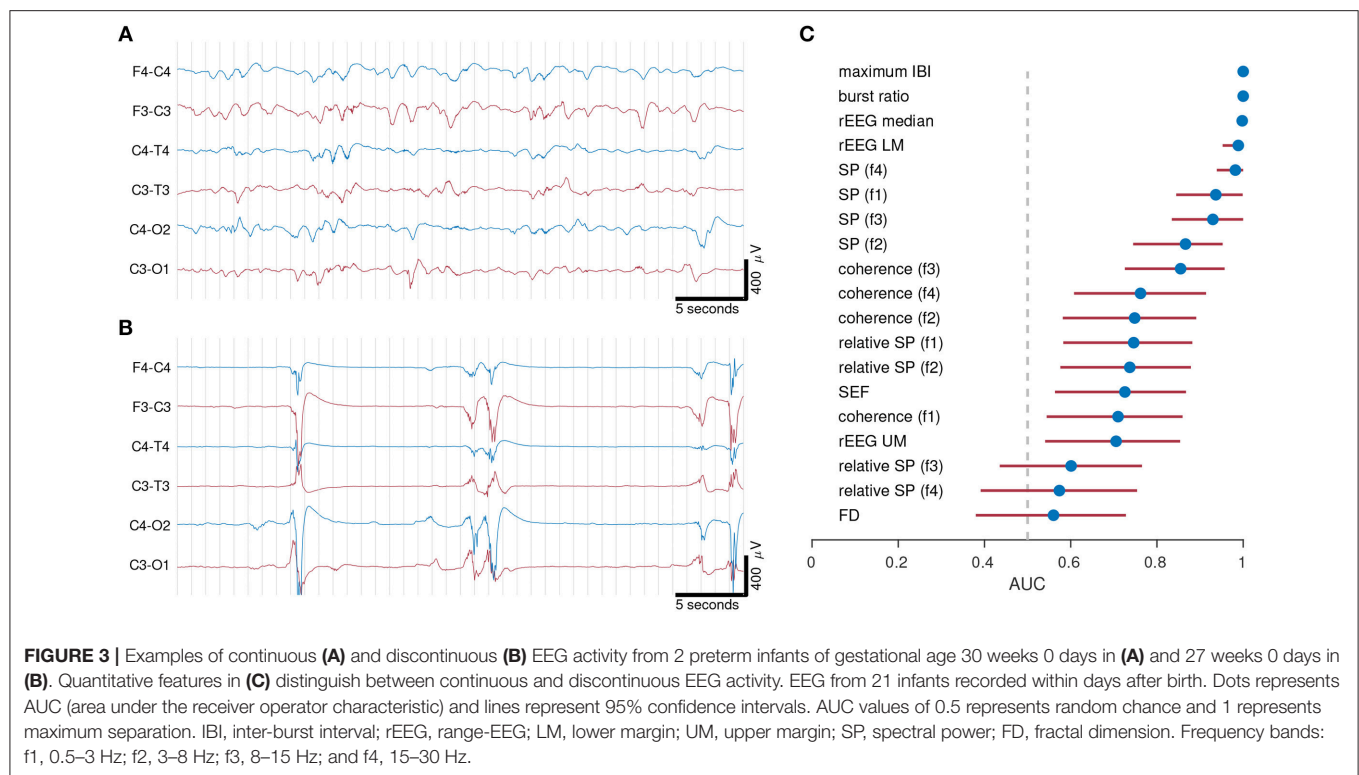 A
F4-C4
F3-C3
C4-T4
C3-T3
C4-O2
C3-O1
400 μV
5 seconds
B
F4-C4
F3-C3
C4-T4
C3-T3
C4-O2
C3-O1
400 μV
5 seconds
C
maximum IBI
burst ratio
rEEG median
rEEG LM
SP (f4)
SP (f1)
SP (f3)
SP (f2)
coherence (f3)
coherence (f4)
coherence (f2)
relative SP (f1)
relative SP (f2)
SEF
coherence (f1)
rEEG UM
relative SP (f3)
relative SP (f4)
FD
0 0.2 0.4 0.6 0.8 1
AUC
FIGURE 3 | Examples of continuous (A) and discontinuous (B) EEG activity from 2 preterm infants of gestational age 30 weeks 0 days in (A) and 27 weeks 0 days in
(B). Quantitative features in (C) distinguish between continuous and discontinuous EEG activity. EEG from 21 infants recorded within days after birth. Dots represents
AUC (area under the receiver operator characteristic) and lines represent 95% confidence intervals. AUC values of 0.5 represents random chance and 1 represents
maximum separation. IBI, inter-burst interval; rEEG, range-EEG; LM, lower margin; UM, upper margin; SP, spectral power; FD, fractal dimension. Frequency bands:
f1, 0.5–3 Hz; f2, 3–8 Hz; f3, 8–15 Hz; and f4, 15–30 Hz.